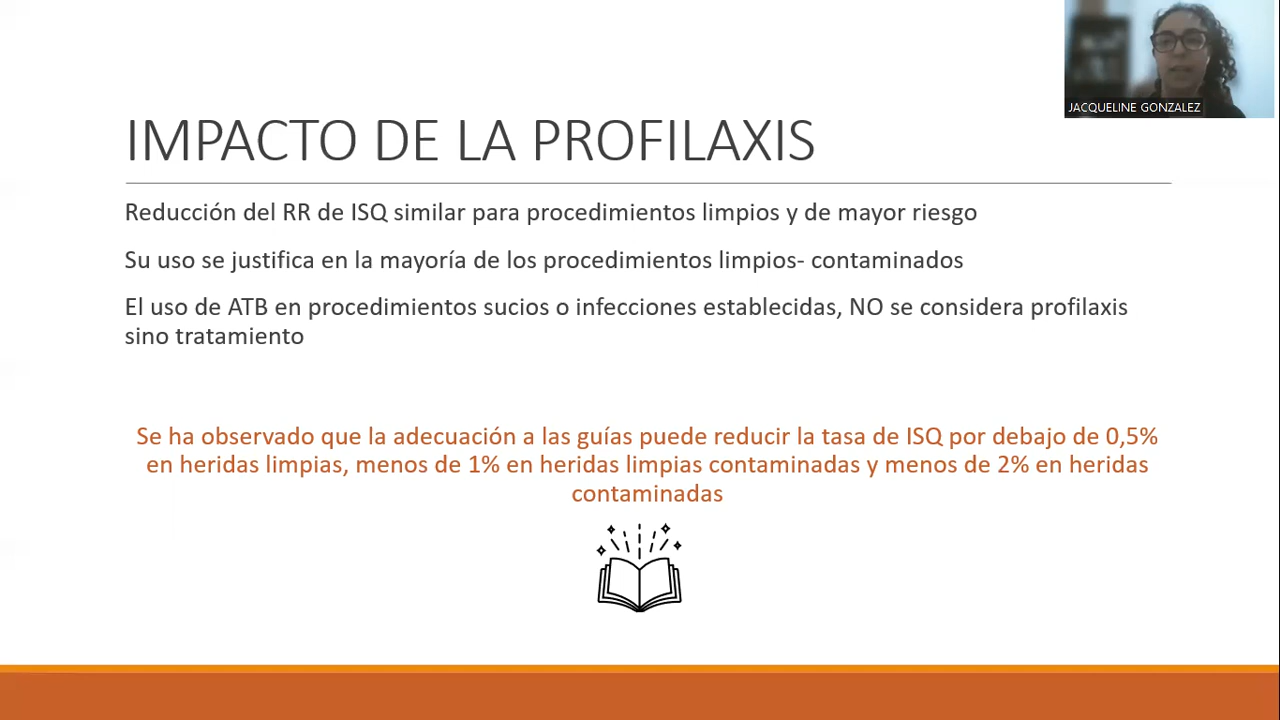 JACQUELINE GONZALEZ
IMPACTO DE LA PROFILAXIS
Reducción del RR de ISQ similar para procedimientos limpios y de mayor riesgo
Su uso se justifica en la mayoría de los procedimientos limpios- contaminados
El uso de ATB en procedimientos sucios o infecciones establecidas, NO se considera profilaxis
sino tratamiento
Se ha observado que la adecuación a las guías puede reducir la tasa de ISQ por debajo de 0,5%
en heridas limpias, menos de 1% en heridas limpias contaminadas y menos de 2% en heridas
contaminadas